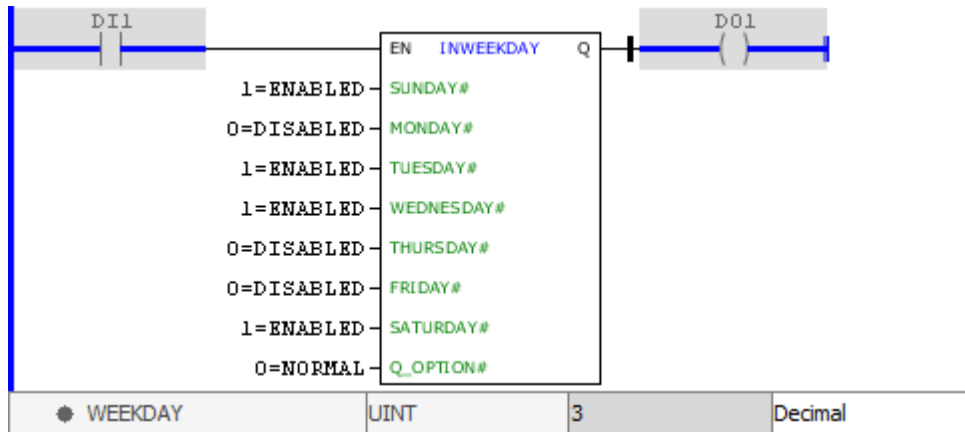 DI1 DO1
EN INWEEKDAY Q
1=ENABLED SUNDAY#
0=DISABLED MONDAY#
1=ENABLED TUESDAY#
1=ENABLED WEDNESDAY#
0=DISABLED THURSDAY#
0=DISABLED FRIDAY#
1=ENABLED SATURDAY#
0=NORMAL Q_OPTION#
WEEKDAY UINT 3 Decimal